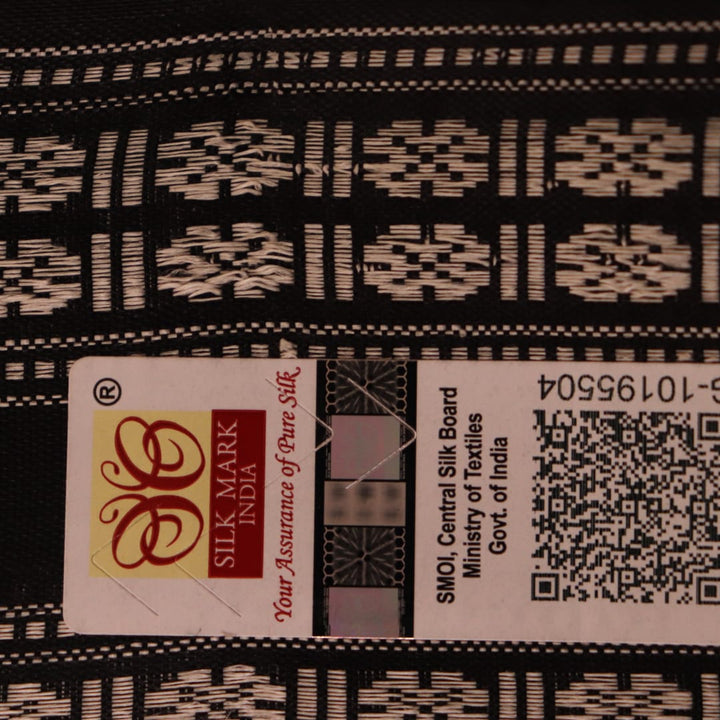 ®
SILK MARK
INDIA
Your Assurance of Pure Silk
SMOI, Central Silk Board
Ministry of Textiles
Govt. of India
-10195504